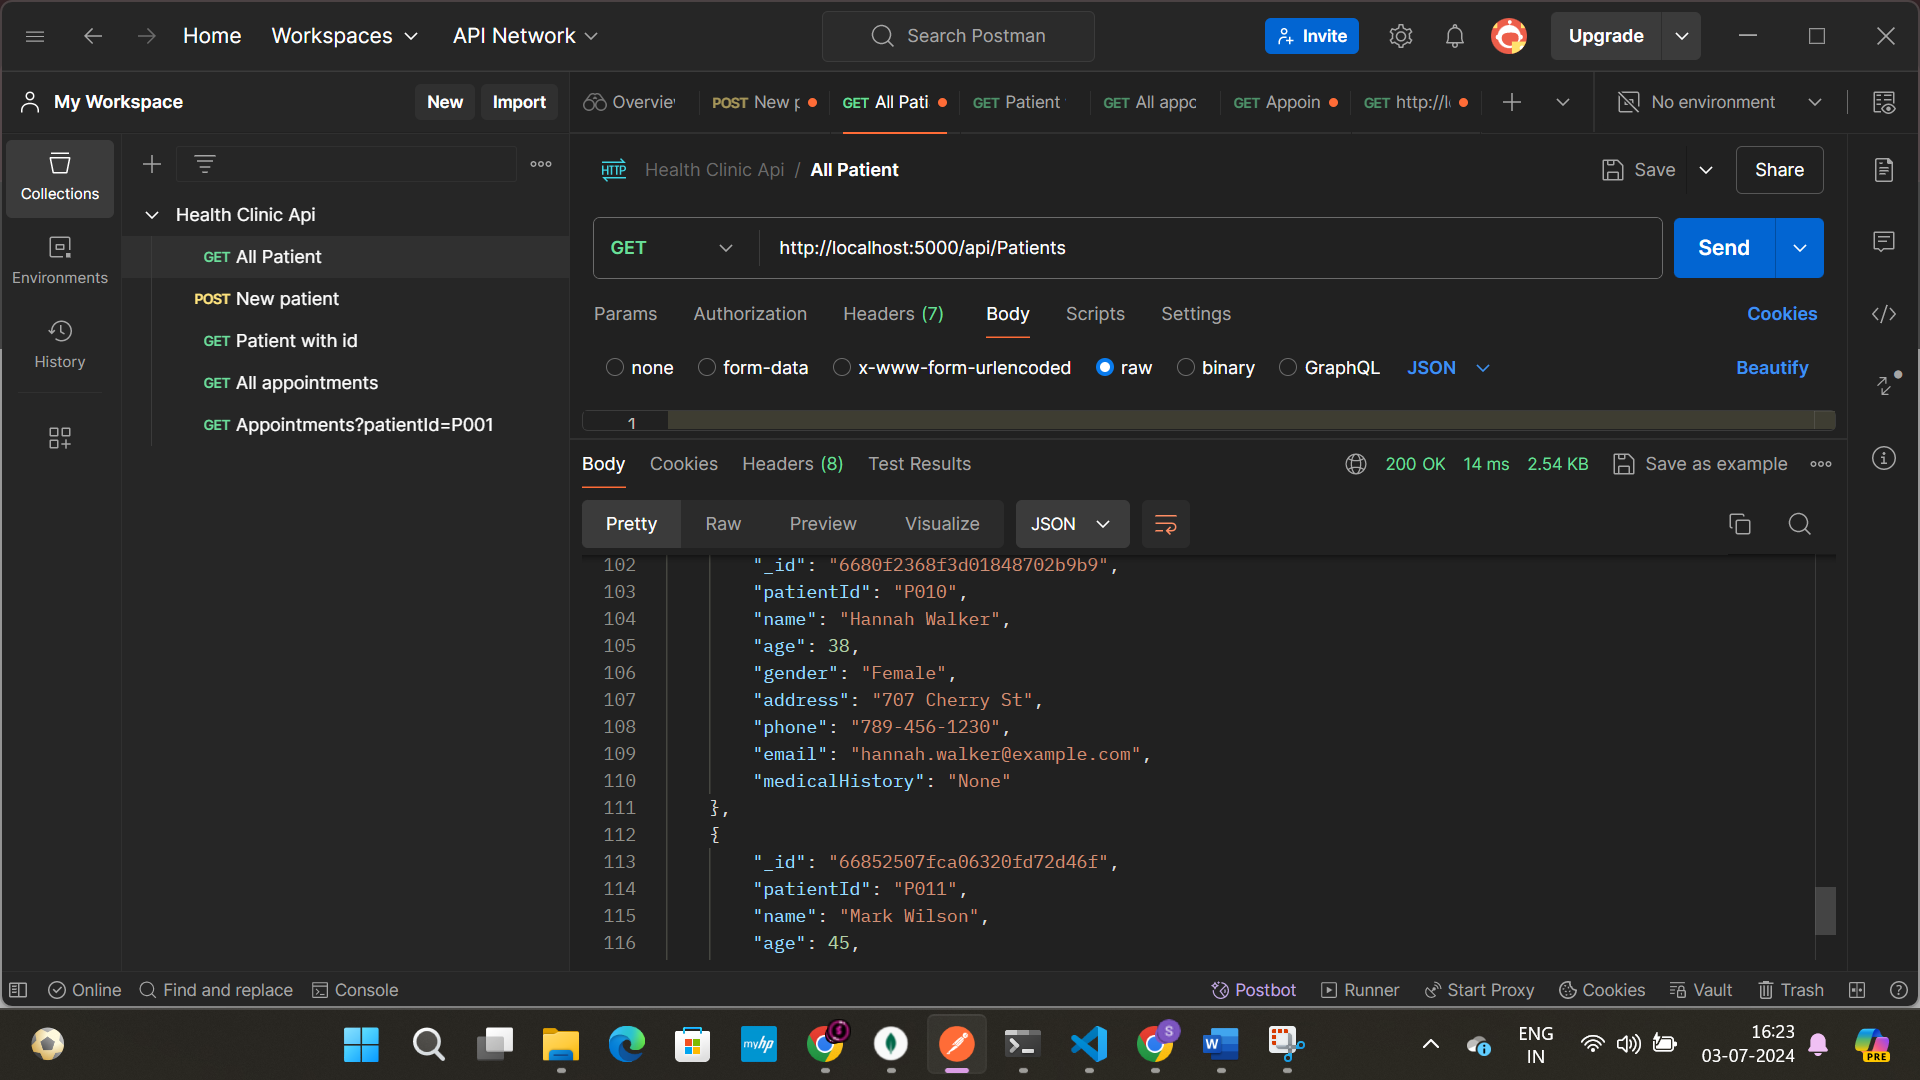 Home Workspaces API Network Search Postman Invite Upgrade
My Workspace New Import Overvie POST New p GET All Pati GET Patient GET All appc GET Appoin GET http://l No environment
Collections
HTTP Health Clinic Api / All Patient Save Share
Health Clinic Api
GET All Patient
POST New patient
GET Patient with id
GET All appointments
GET Appointments?patientId=P001
Environments
History
GET http://localhost:5000/api/Patients Send
Params Authorization Headers (7) Body Scripts Settings Cookies
none form-data x-www-form-urlencoded raw binary GraphQL JSON Beautify
1
Body Cookies Headers (8) Test Results 200 OK 14 ms 2.54 KB Save as example
Pretty Raw Preview Visualize JSON
102 "_id": "6680f2368f3d01848702b9b9",
103 "patientId": "P010",
104 "name": "Hannah Walker",
105 "age": 38,
106 "gender": "Female",
107 "address": "707 Cherry St",
108 "phone": "789-456-1230",
109 "email": "hannah.walker@example.com",
110 "medicalHistory": "None"
111 },
112 {
113 "_id": "66852507fca06320fd72d46f",
114 "patientId": "P011",
115 "name": "Mark Wilson",
116 "age": 45,
Online Find and replace Console Postbot Runner Start Proxy Cookies Vault Trash
myhp S W ENG
IN
16:23
03-07-2024
PRE